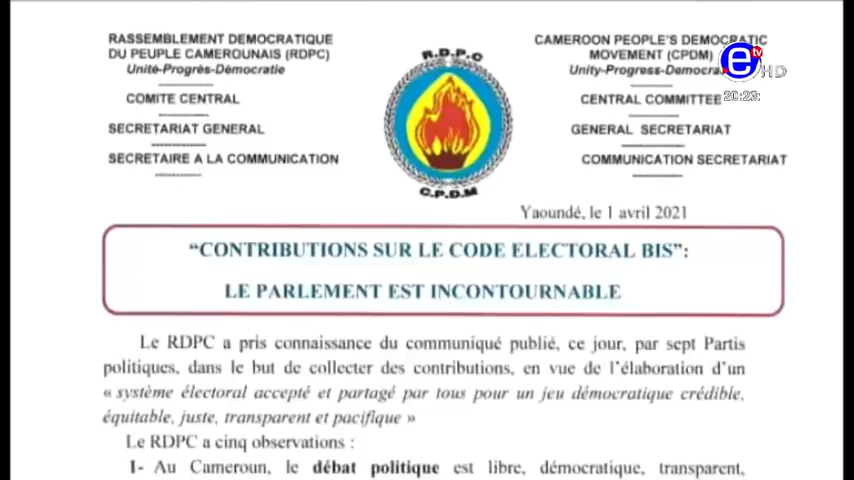 RASSEMBLEMENT DEMOCRATIQUE
DU PEUPLE CAMEROUNAIS (RDPC)
Unité-Progrès-Démocratie
COMITE CENTRAL
SECRETARIAT GENERAL
SECRETAIRE A LA COMMUNICATION
R.D.P.C
C.P.D.M
CAMEROON PEOPLE'S DEMOCRATIC
MOVEMENT (CPDM)
Unity-Progress-Democra
CENTRAL COMMITTEE
GENERAL SECRETARIAT
COMMUNICATION SECRETARIAT
e tv HD
20:23:
Yaoundé, le 1 avril 2021
“CONTRIBUTIONS SUR LE CODE ELECTORAL BIS”:
LE PARLEMENT EST INCONTOURNABLE
Le RDPC a pris connaissance du communiqué publié, ce jour, par sept Partis
politiques, dans le but de collecter des contributions, en vue de l'élaboration d'un
« système électoral accepté et partagé par tous pour un jeu démocratique crédible,
équitable, juste, transparent et pacifique »
Le RDPC a cinq observations :
1- Au Cameroun, le débat politique est libre, démocratique, transparent,